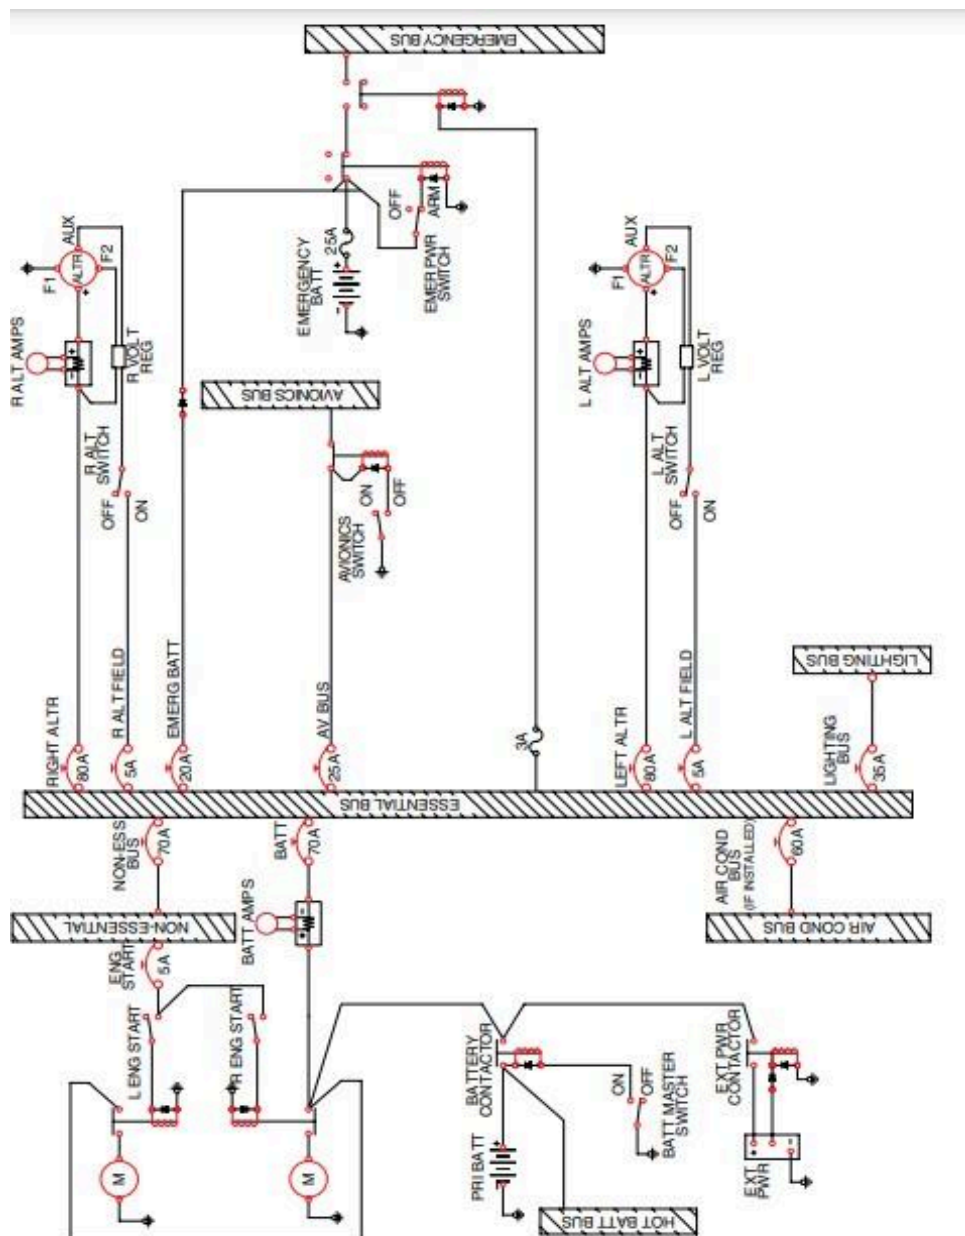 EMERGENCY BUS
OFF
ARM
EMER PWR
SWITCH
25A
EMERGENCY
BATT
+
-
AUX
F1
F2
ALTR
+
R ALT AMPS
-
+
R VOLT
REG
R ALT
SWITCH
OFF
ON
AVIONICS BUS
ON
OFF
AVIONICS
SWITCH
AUX
F1
F2
ALTR
+
L ALT AMPS
-
+
L VOLT
REG
L ALT
SWITCH
OFF
ON
LIGHTING BUS
RIGHT ALTR
80A
R ALT FIELD
5A
EMERG BATT
20A
AV BUS
25A
3A
LEFT ALTR
80A
L ALT FIELD
5A
LIGHTING
BUS
35A
ESSENTIAL BUS
NON-ESS
BUS
70A
BATT
70A
AIR COND
BUS
(IF INSTALLED)
60A
NON-ESSENTIAL
BATT AMPS
+
-
AIR COND BUS
ENG
START
5A
L ENG START
R ENG START
M
M
BATTERY
CONTACTOR
PRI BATT
+
-
ON
OFF
BATT MASTER
SWITCH
EXT PWR
CONTACTOR
EXT
PWR
+
-
HOT BATT BUS